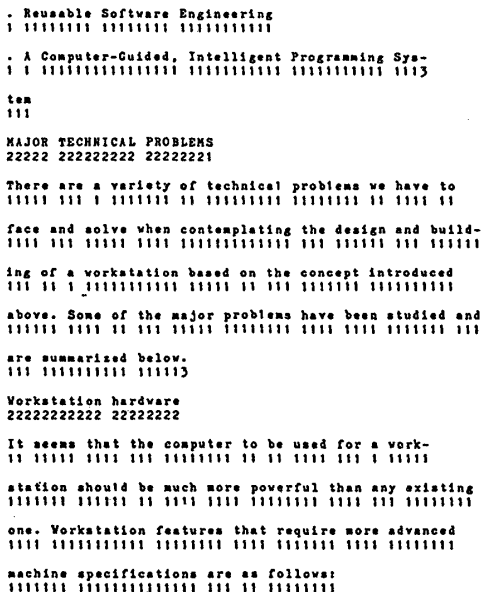 . Reusable Software Engineering
1 11111111 11111111 11111111111
. A Computer-Guided, Intelligent Programming Sys-
1 1 1111111111111111 11111111111 11111111111 1113
tem
111
MAJOR TECHNICAL PROBLEMS
22222 222222222 22222221
There are a variety of technical problems we have to
11111 111 1 1111111 11 111111111 11111111 11 1111 11
face and solve when contemplating the design and build-
1111 111 11111 1111 1111111111111 111 111111 111 111111
ing of a workstation based on the concept introduced
111 11 1 11111111111 11111 11 111 1111111 1111111111
above. Some of the major problems have been studied and
111111 1111 11 111 11111 11111111 1111 1111 1111111 111
are summarized below.
111 1111111111 111113
Workstation hardware
22222222222 22222222
It seems that the computer to be used for a work-
11 11111 1111 111 11111111 11 11 1111 111 1 11111
station should be much more powerful than any existing
1111111 111111 11 1111 1111 11111111 1111 111 11111111
one. Workstation features that require more advanced
1111 11111111111 11111111 1111 1111111 1111 11111111
machine specifications are as follows:
1111111 11111111111111 111 11 11111111